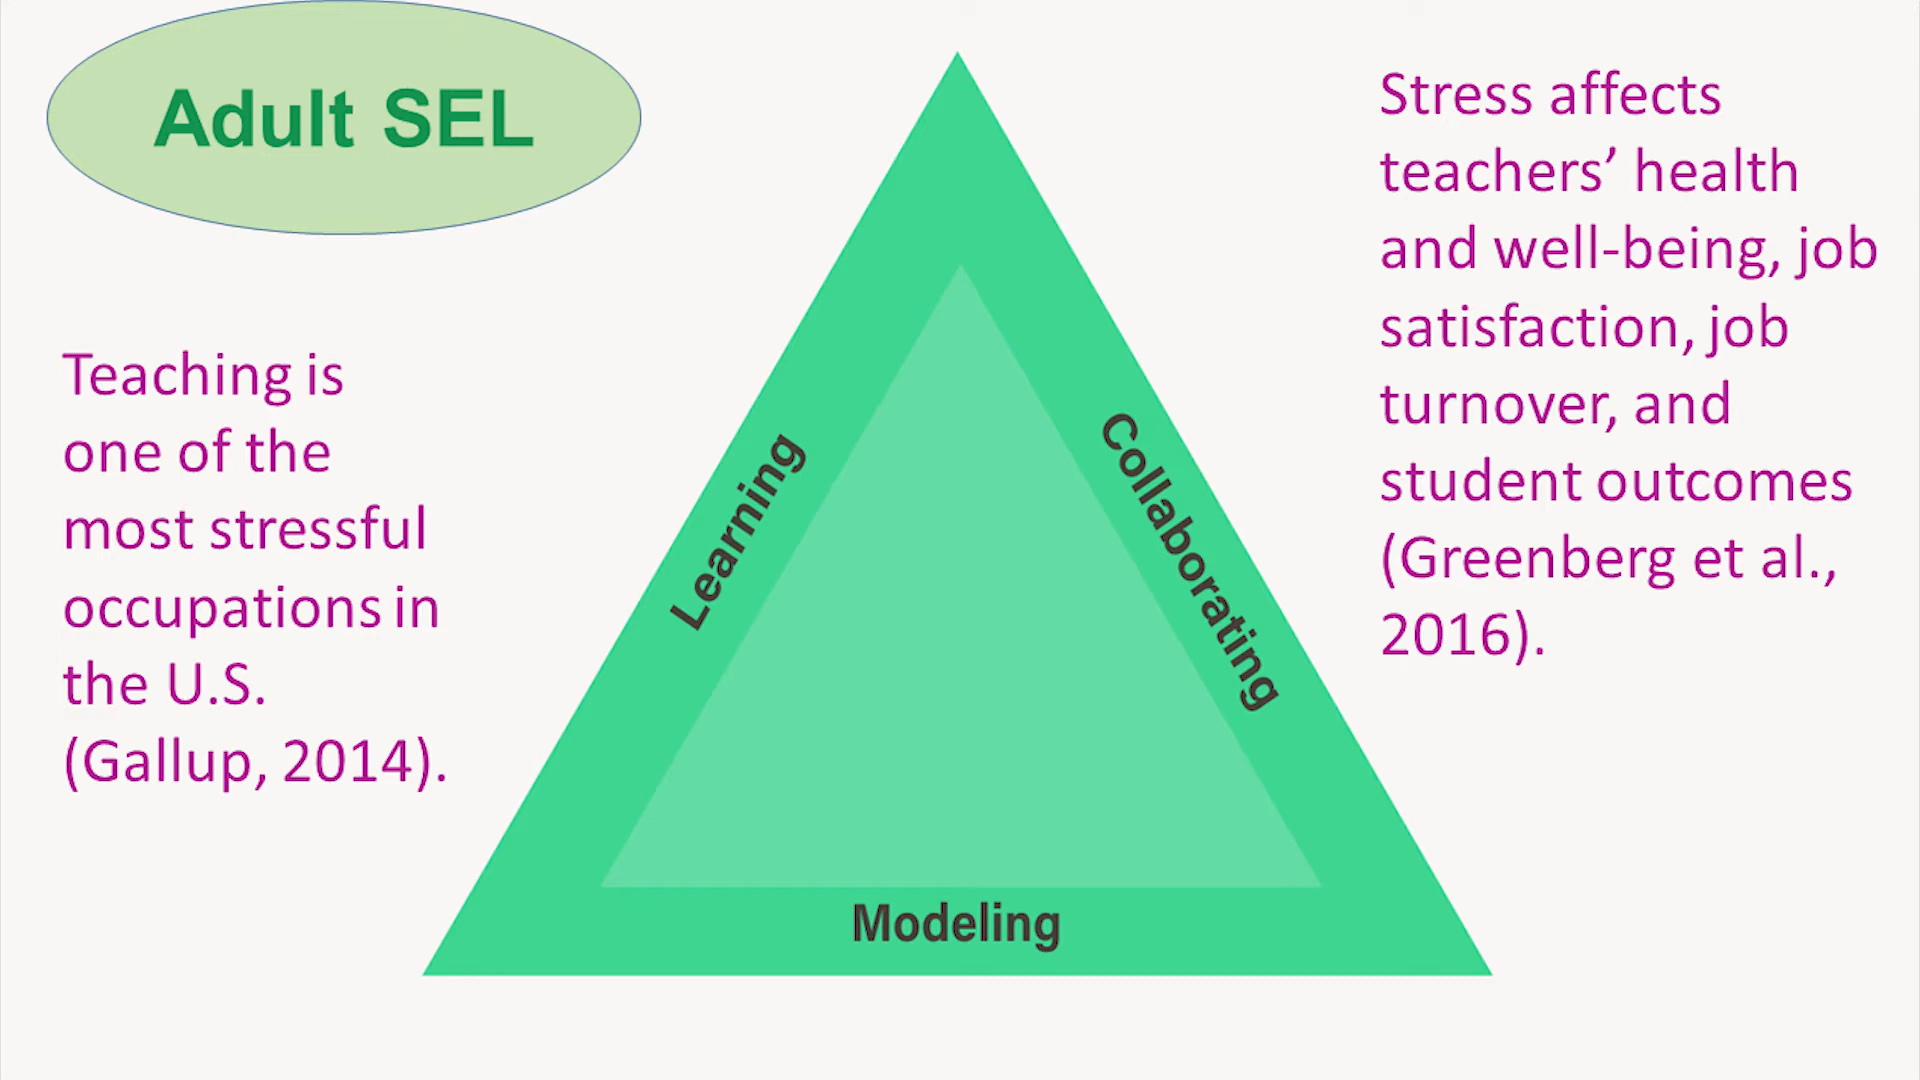 Adult SEL
Teaching is
one of the
most stressful
occupations in
the U.S.
(Gallup, 2014).
Learning
Collaborating
Modeling
Stress affects
teachers’ health
and well-being, job
satisfaction, job
turnover, and
student outcomes
(Greenberg et al.,
2016).